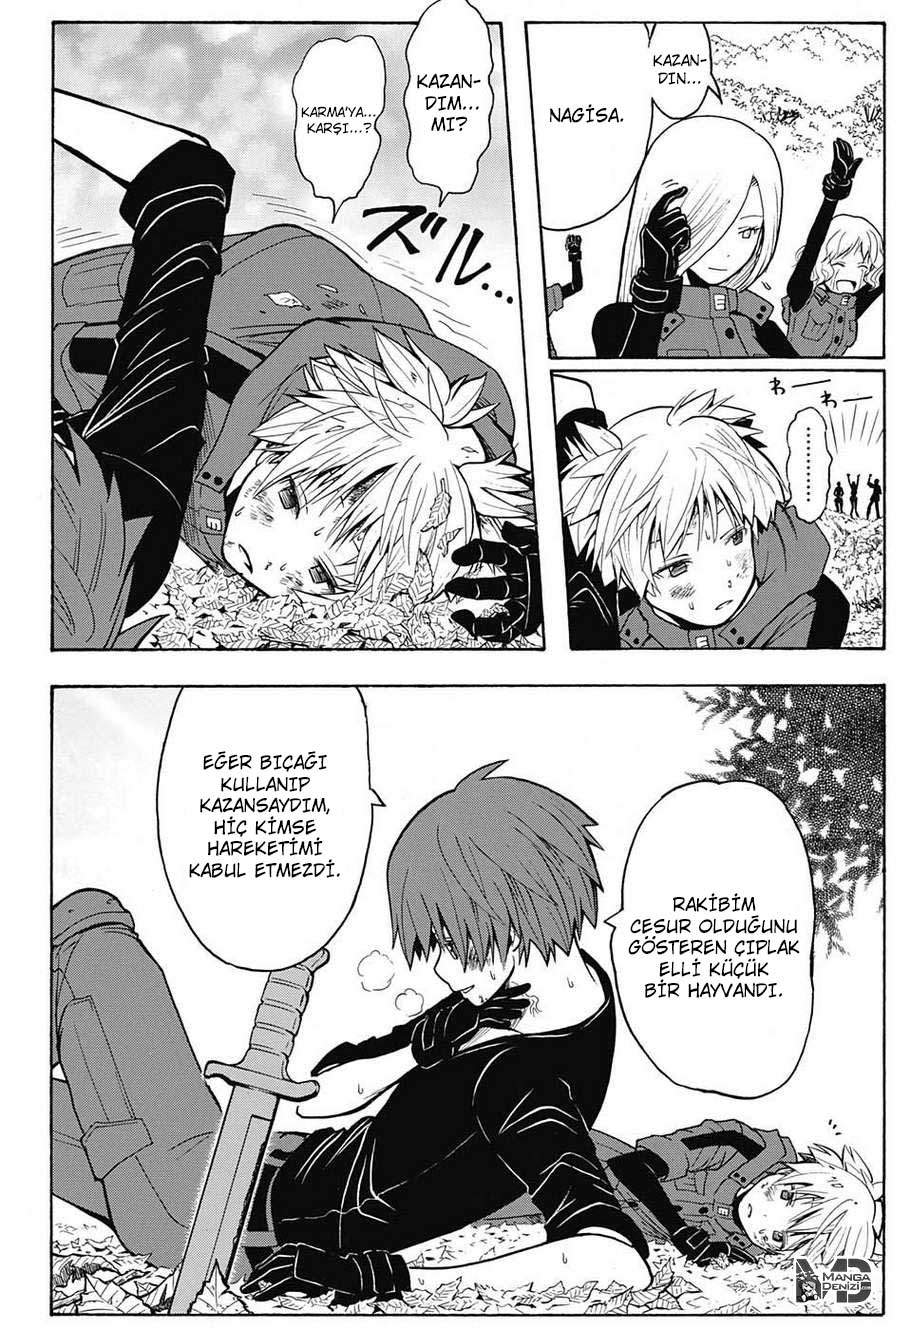 KAZAN-
DIN...
NAGİSA.
わー
わー
…………
KAZAN-
DIM...
MI?
KARMA'YA...
KARŞI...?
ズル...
RAKİBİM
CESUR OLDUĞUNU
GÖSTEREN ÇIPLAK
ELLİ KÜÇÜK
BİR HAYVANDI.
EĞER BIÇAĞI
KULLANIP
KAZANSAYDIM,
HİÇ KİMSE
HAREKETİMİ
KABUL ETMEZDİ.
MD
MANGA
DENİZİ